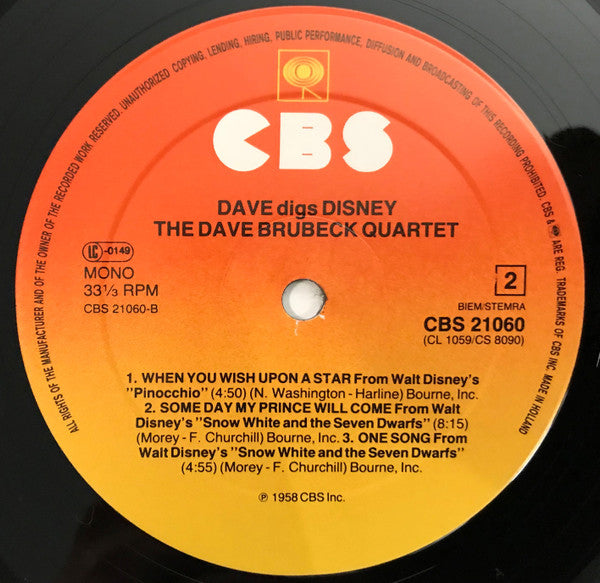 ALL RIGHTS OF THE MANUFACTURER AND OF THE OWNER OF THE RECORDED WORK RESERVED. UNAUTHORIZED COPYING, LENDING, HIRING, PUBLIC PERFORMANCE, DIFFUSION AND BROADCASTING OF THIS RECORDING PROHIBITED. CBS & ARE REG. TRADEMARKS OF CBS INC. MADE IN HOLLAND
CBS
DAVE digs DISNEY
THE DAVE BRUBECK QUARTET
LC -0149
MONO
33⅓ RPM
CBS 21060-B
2
BIEM/STEMRA
CBS 21060
(CL 1059/CS 8090)
1. WHEN YOU WISH UPON A STAR From Walt Disney's
"Pinocchio" (4:50) (N. Washington - Harline) Bourne, Inc.
2. SOME DAY MY PRINCE WILL COME From Walt
Disney's "Snow White and the Seven Dwarfs" (8:15)
(Morey - F. Churchill) Bourne, Inc. 3. ONE SONG From
Walt Disney's "Snow White and the Seven Dwarfs"
(4:55) (Morey - F. Churchill) Bourne, Inc.
℗ 1958 CBS Inc.